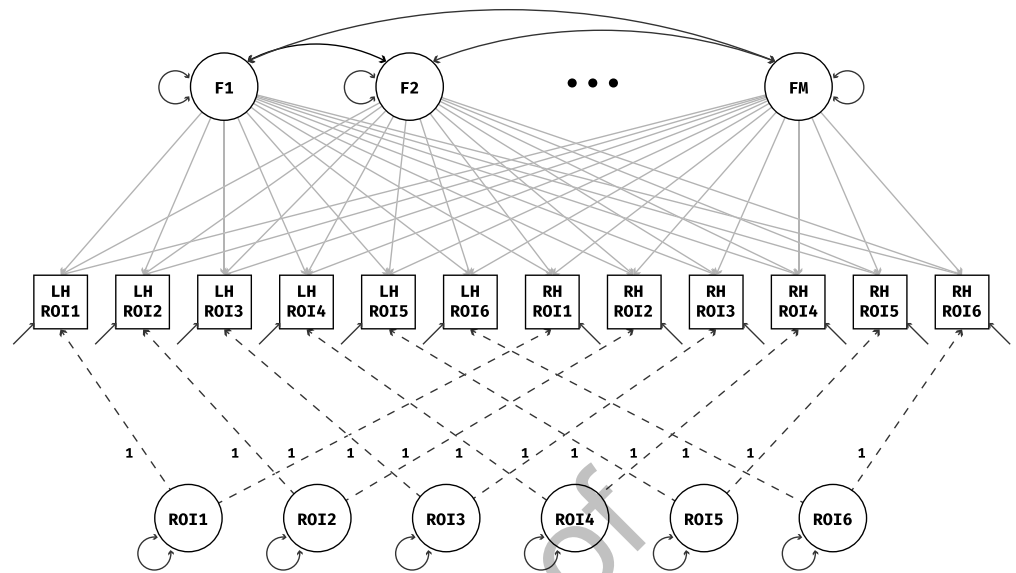 F1
F2
FM
LH
ROI1
LH
ROI2
LH
ROI3
LH
ROI4
LH
ROI5
LH
ROI6
RH
ROI1
RH
ROI2
RH
ROI3
RH
ROI4
RH
ROI5
RH
ROI6
1 1 1 1 1 1 1 1 1 1 1 1
ROI1
ROI2
ROI3
ROI4
ROI5
ROI6
of